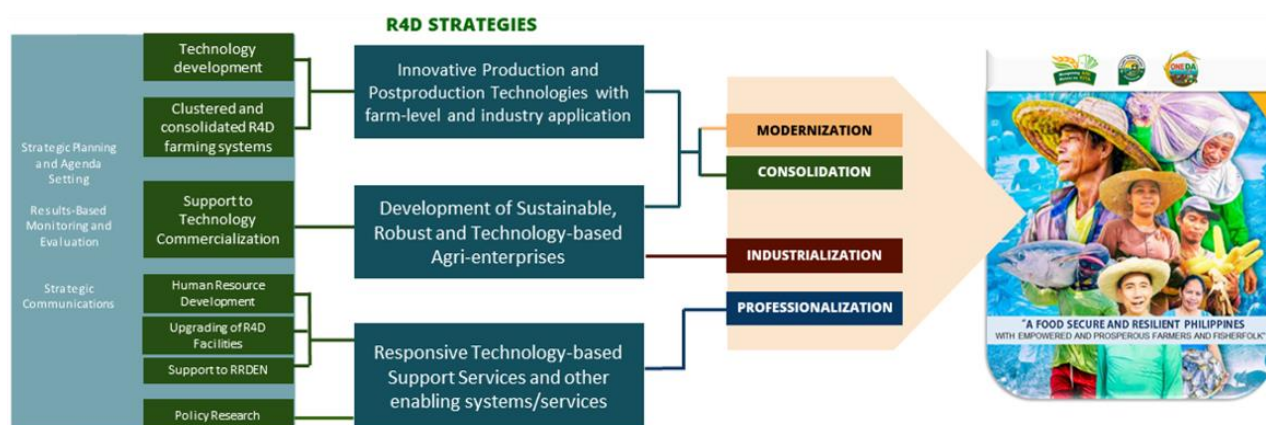 R4D STRATEGIES
Strategic Planning
and Agenda
Setting
Results-Based
Monitoring and
Evaluation
Strategic
Communications
Technology
development
Clustered and
consolidated R4D
farming systems
Support to
Technology
Commercialization
Human Resource
Development
Upgrading of R4D
Facilities
Support to RRDEN
Policy Research
Innovative Production and
Postproduction Technologies with
farm-level and industry application
Development of Sustainable,
Robust and Technology-based
Agri-enterprises
Responsive Technology-based
Support Services and other
enabling systems/services
MODERNIZATION
CONSOLIDATION
INDUSTRIALIZATION
PROFESSIONALIZATION
ONE DA
"A FOOD SECURE AND RESILIENT PHILIPPINES
WITH EMPOWERED AND PROSPEROUS FARMERS AND FISHERFOLK"